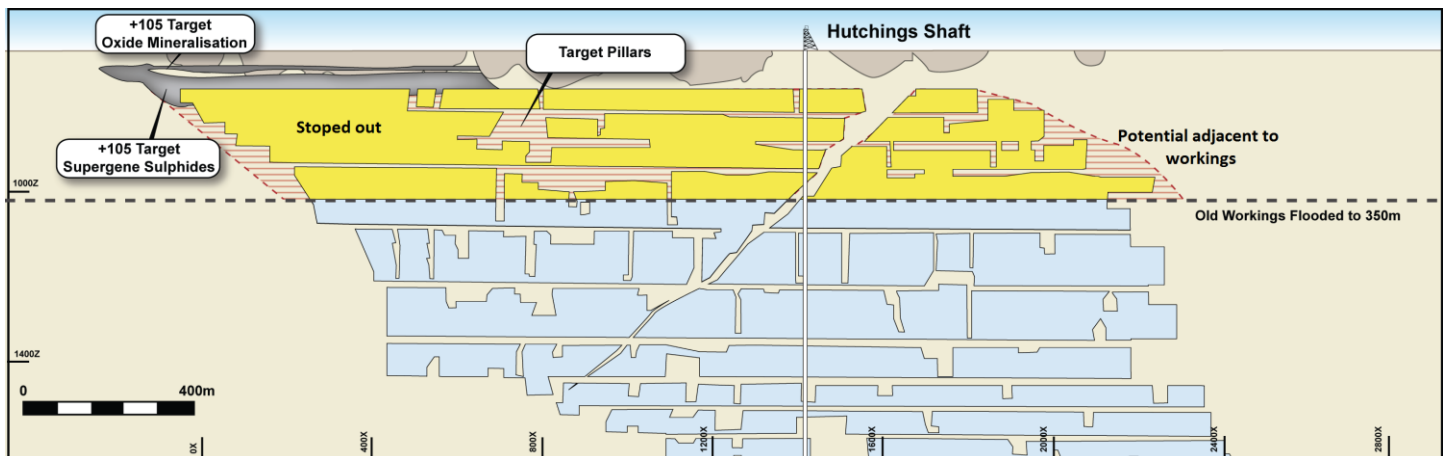 +105 Target
Oxide Mineralisation
Target Pillars
Hutchings Shaft
Stoped out
Potential adjacent to
workings
+105 Target
Supergene Sulphides
1000Z
Old Workings Flooded to 350m
1400Z
0
400m
0X
400X
800X
1200X
1600X
2000X
2400X
2800X